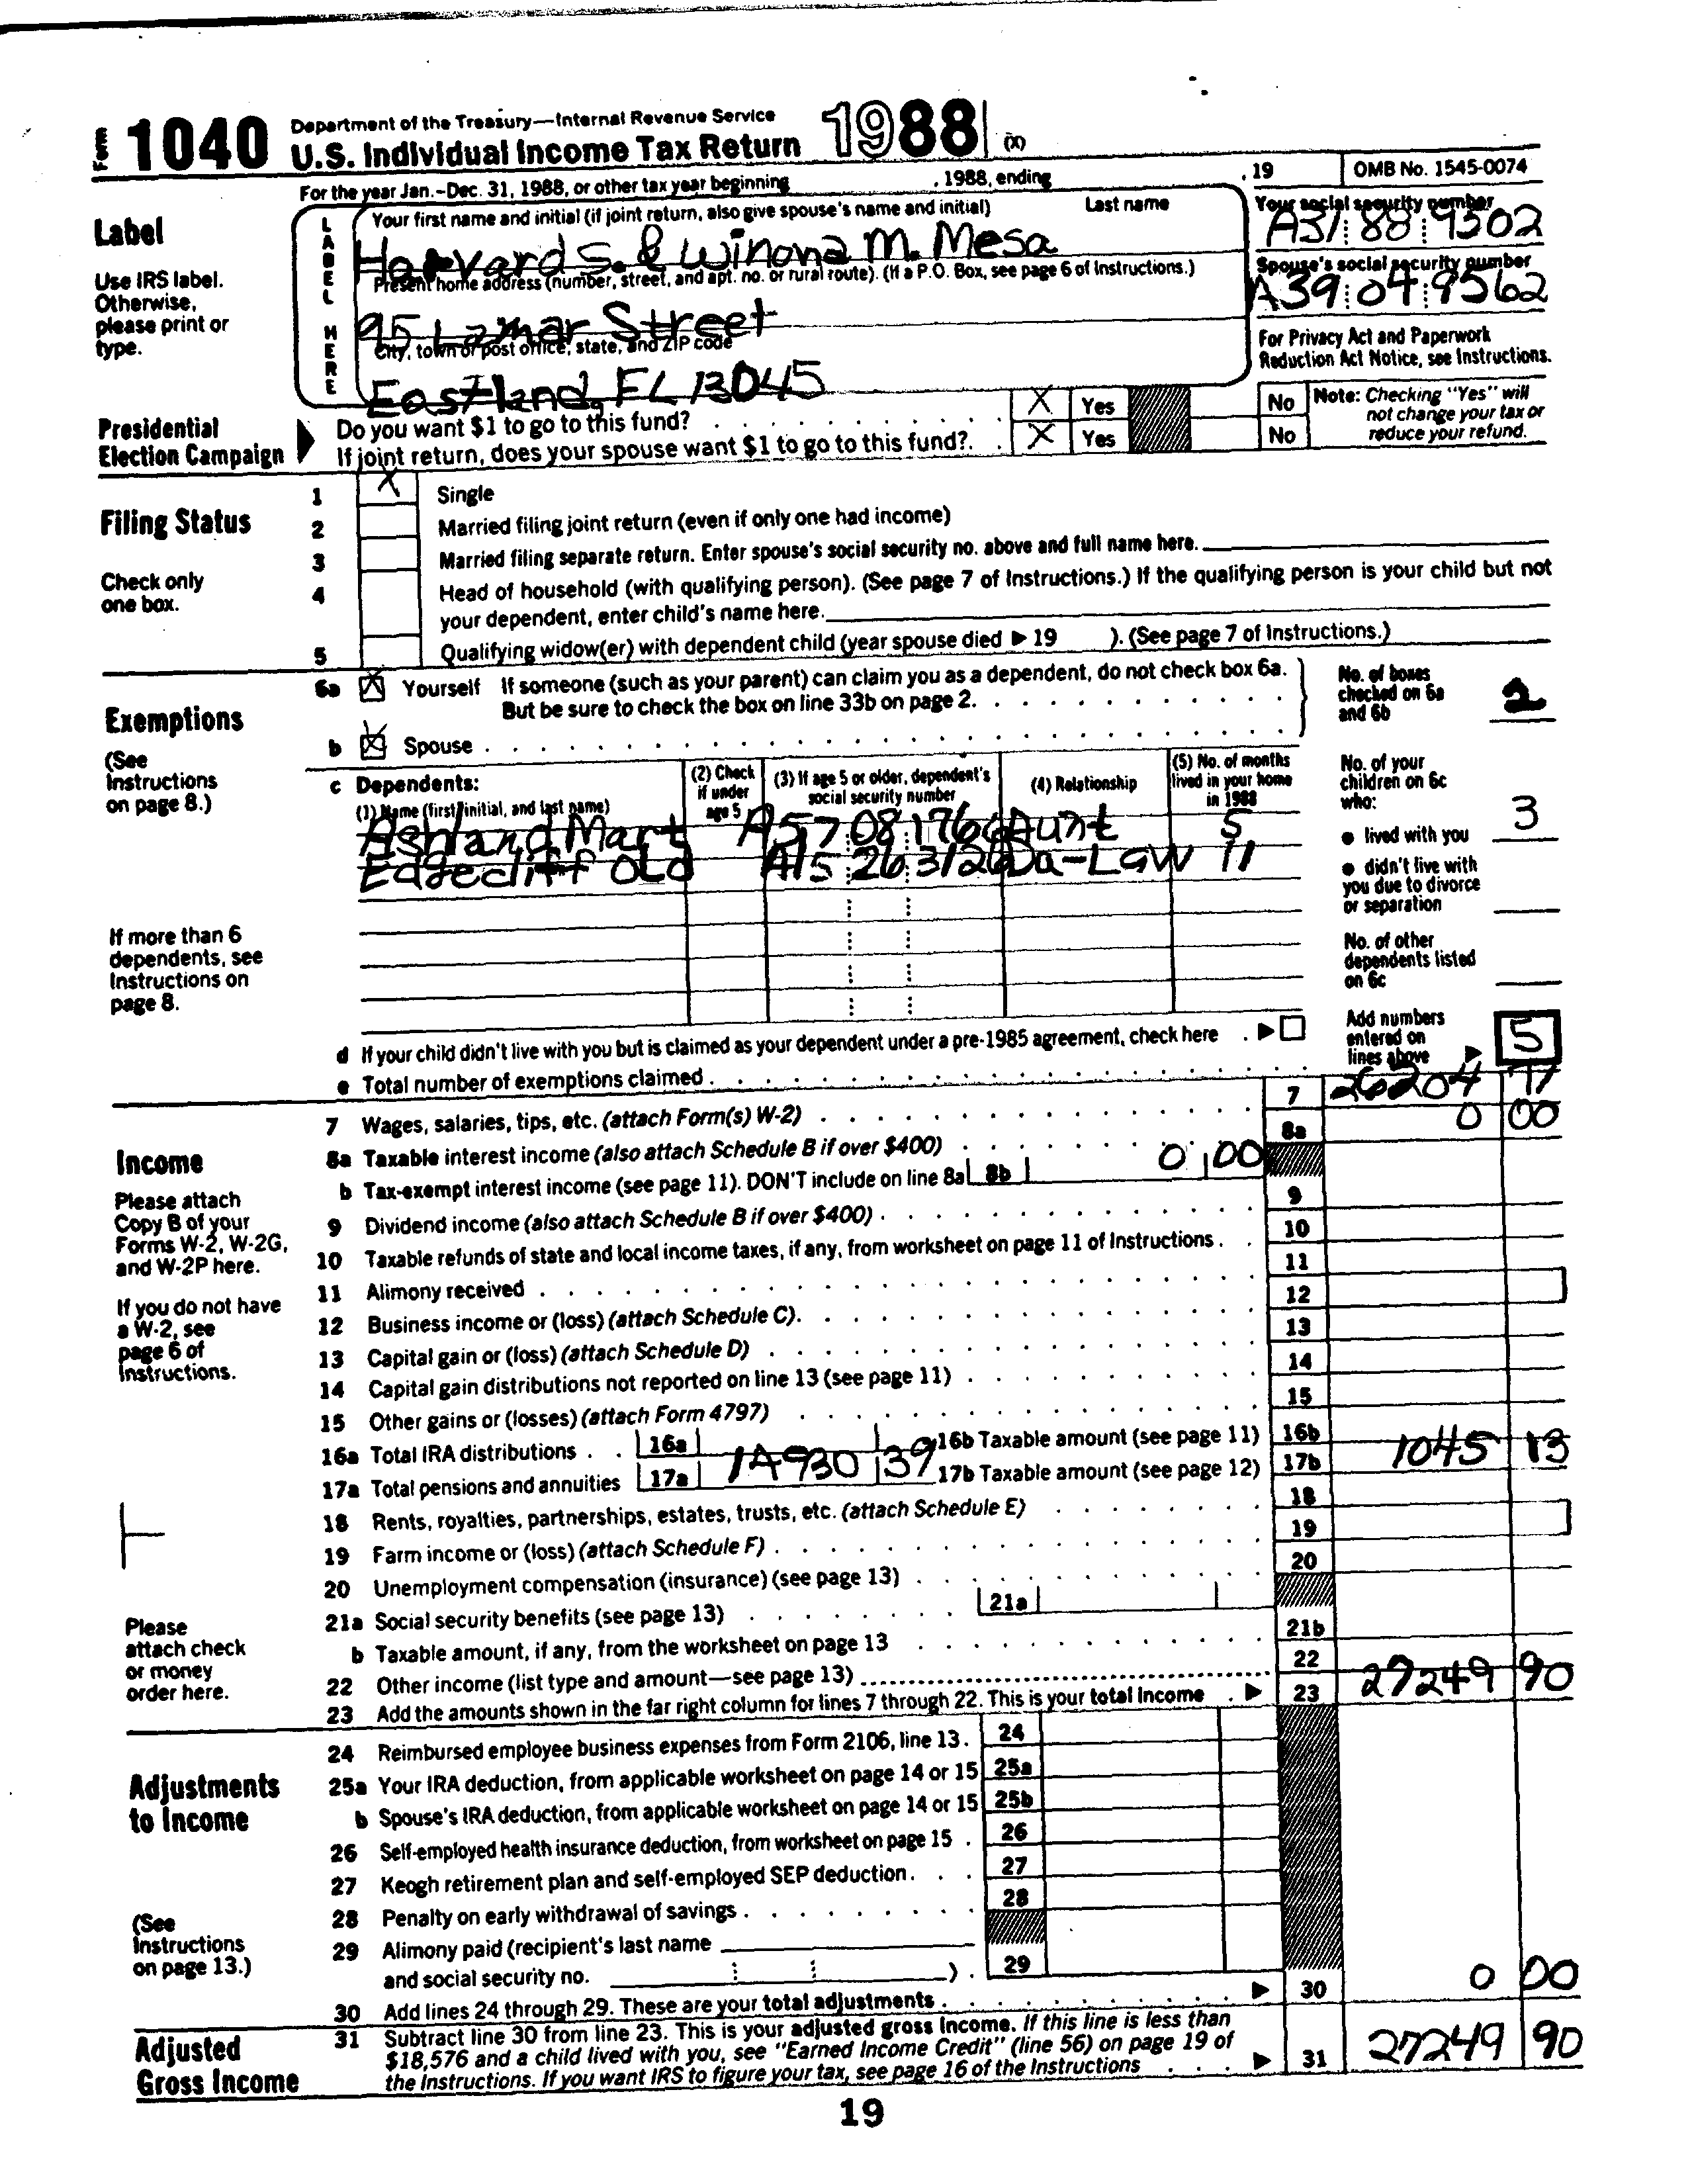 Form 1040 Department of the Treasury—Internal Revenue Service
U.S. Individual Income Tax Return 1988 (X)
For the year Jan.-Dec. 31, 1988, or other tax year beginning , 1988, ending , 19 OMB No. 1545-0074
Label
Use IRS label.
Otherwise,
please print or
type.
LABEL HERE
Your first name and initial (if joint return, also give spouse's name and initial) Last name
Harvard S. & Winona M. Mesa
Present home address (number, street, and apt. no. or rural route). (If a P.O. Box, see page 6 of Instructions.)
95 Lamar Street
City, town or post office, state, and ZIP code
Eastland, FL 13045
Your social security number
A31 88 9502
Spouse's social security number
A39 04 9562
For Privacy Act and Paperwork
Reduction Act Notice, see Instructions.
Presidential
Election Campaign
Do you want $1 to go to this fund? X Yes No
If joint return, does your spouse want $1 to go to this fund? X Yes No
Note: Checking "Yes" will
not change your tax or
reduce your refund.
Filing Status
Check only
one box.
1 X Single
2 Married filing joint return (even if only one had income)
3 Married filing separate return. Enter spouse's social security no. above and full name here.
4 Head of household (with qualifying person). (See page 7 of Instructions.) If the qualifying person is your child but not
your dependent, enter child's name here.
5 Qualifying widow(er) with dependent child (year spouse died ▶ 19 ). (See page 7 of Instructions.)
Exemptions
(See
Instructions
on page 8.)
If more than 6
dependents, see
Instructions on
page 8.
6a X Yourself If someone (such as your parent) can claim you as a dependent, do not check box 6a.
But be sure to check the box on line 33b on page 2.
b X Spouse
No. of boxes
checked on 6a
and 6b 2
c Dependents:
(1) Name (first, initial, and last name) (2) Check if under age 5 (3) If age 5 or older, dependent's social security number (4) Relationship (5) No. of months lived in your home in 1988
Ashland Mart A57 08 1766 Aunt 5
Edgecliff Old A15 26 3126 Da-Law 11
No. of your
children on 6c
who:
● lived with you 3
● didn't live with
you due to divorce
or separation
No. of other
dependents listed
on 6c
d If your child didn't live with you but is claimed as your dependent under a pre-1985 agreement, check here ▶
e Total number of exemptions claimed
Add numbers
entered on
lines above ▶ 5
Income
Please attach
Copy B of your
Forms W-2, W-2G,
and W-2P here.
If you do not have
a W-2, see
page 6 of
Instructions.
Please
attach check
or money
order here.
7 Wages, salaries, tips, etc. (attach Form(s) W-2) 7 26204 77
8a Taxable interest income (also attach Schedule B if over $400) 8a 0 00
b Tax-exempt interest income (see page 11). DON'T include on line 8a 8b 0 00
9 Dividend income (also attach Schedule B if over $400) 9
10 Taxable refunds of state and local income taxes, if any, from worksheet on page 11 of Instructions 10
11 Alimony received 11
12 Business income or (loss) (attach Schedule C) 12
13 Capital gain or (loss) (attach Schedule D) 13
14 Capital gain distributions not reported on line 13 (see page 11) 14
15 Other gains or (losses) (attach Form 4797) 15
16a Total IRA distributions 16a 16b Taxable amount (see page 11) 16b
17a Total pensions and annuities 17a 14930 39 17b Taxable amount (see page 12) 17b 1045 13
18 Rents, royalties, partnerships, estates, trusts, etc. (attach Schedule E) 18
19 Farm income or (loss) (attach Schedule F) 19
20 Unemployment compensation (insurance) (see page 13) 20
21a Social security benefits (see page 13) 21a
b Taxable amount, if any, from the worksheet on page 13 21b
22 Other income (list type and amount—see page 13) 22
23 Add the amounts shown in the far right column for lines 7 through 22. This is your total income ▶ 23 27249 90
Adjustments
to Income
(See
Instructions
on page 13.)
24 Reimbursed employee business expenses from Form 2106, line 13 24
25a Your IRA deduction, from applicable worksheet on page 14 or 15 25a
b Spouse's IRA deduction, from applicable worksheet on page 14 or 15 25b
26 Self-employed health insurance deduction, from worksheet on page 15 26
27 Keogh retirement plan and self-employed SEP deduction 27
28 Penalty on early withdrawal of savings 28
29 Alimony paid (recipient's last name
and social security no. ) 29
30 Add lines 24 through 29. These are your total adjustments ▶ 30 0 00
Adjusted
Gross Income
31 Subtract line 30 from line 23. This is your adjusted gross income. If this line is less than
$18,576 and a child lived with you, see "Earned Income Credit" (line 56) on page 19 of
the Instructions. If you want IRS to figure your tax, see page 16 of the Instructions ▶ 31 27249 90
19